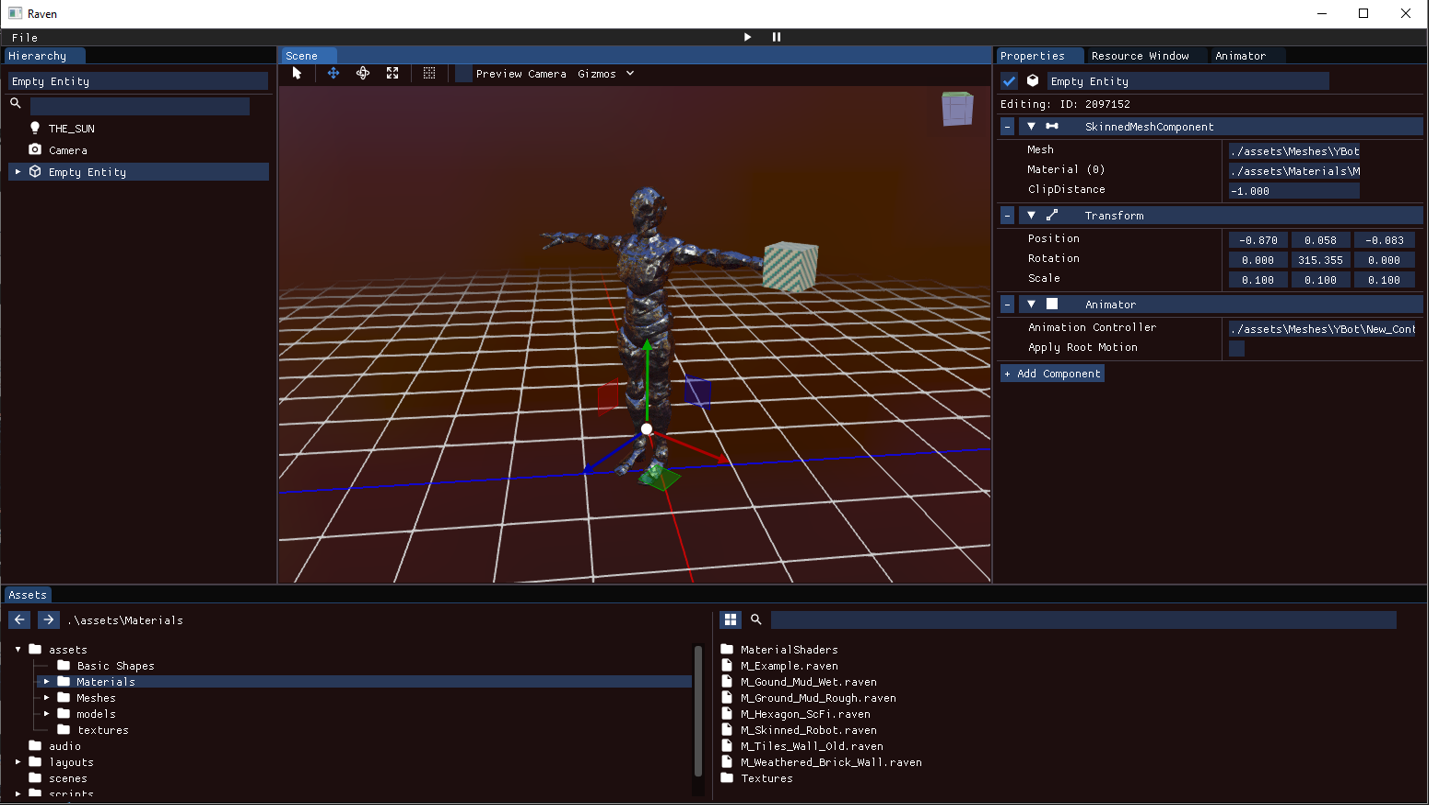 Raven
File
Hierarchy
Empty Entity
THE_SUN
Camera
Empty Entity
Scene
Preview Camera Gizmos
Properties Resource Window Animator
Empty Entity
Editing: ID: 2097152
SkinnedMeshComponent
Mesh ./assets\Meshes\YBot
Material (0) ./assets\Materials\M
ClipDistance -1.000
Transform
Position -0.870 0.058 -0.083
Rotation 0.000 315.355 0.000
Scale 0.100 0.100 0.100
Animator
Animation Controller ./assets\Meshes\YBot\New_Cont
Apply Root Motion
+ Add Component
Assets
.\assets\Materials
assets
Basic Shapes
Materials
Meshes
models
textures
audio
layouts
scenes
scripts
MaterialShaders
M_Example.raven
M_Gound_Mud_Wet.raven
M_Ground_Mud_Rough.raven
M_Hexagon_ScFi.raven
M_Skinned_Robot.raven
M_Tiles_Wall_Old.raven
M_Weathered_Brick_Wall.raven
Textures